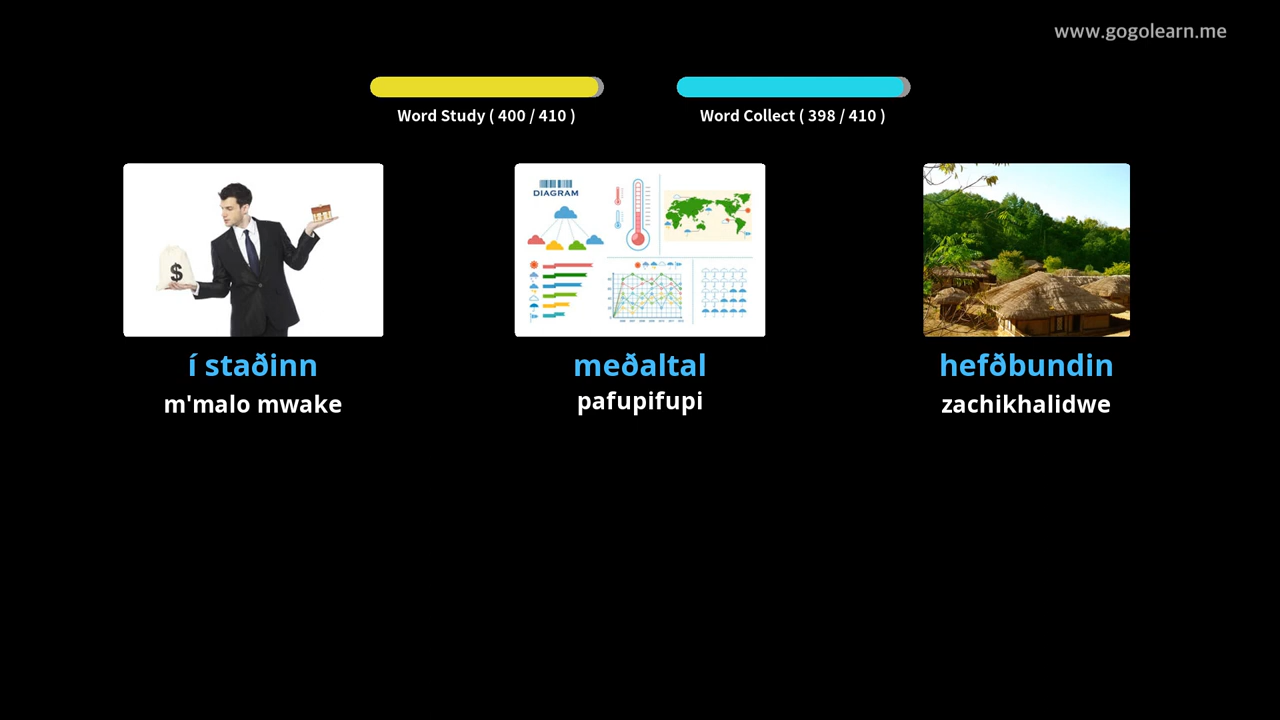 www.gogolearn.me
Word Study ( 400 / 410 )
Word Collect ( 398 / 410 )
DIAGRAM
$
í staðinn
meðaltal
hefðbundin
m'malo mwake
pafupifupi
zachikhalidwe